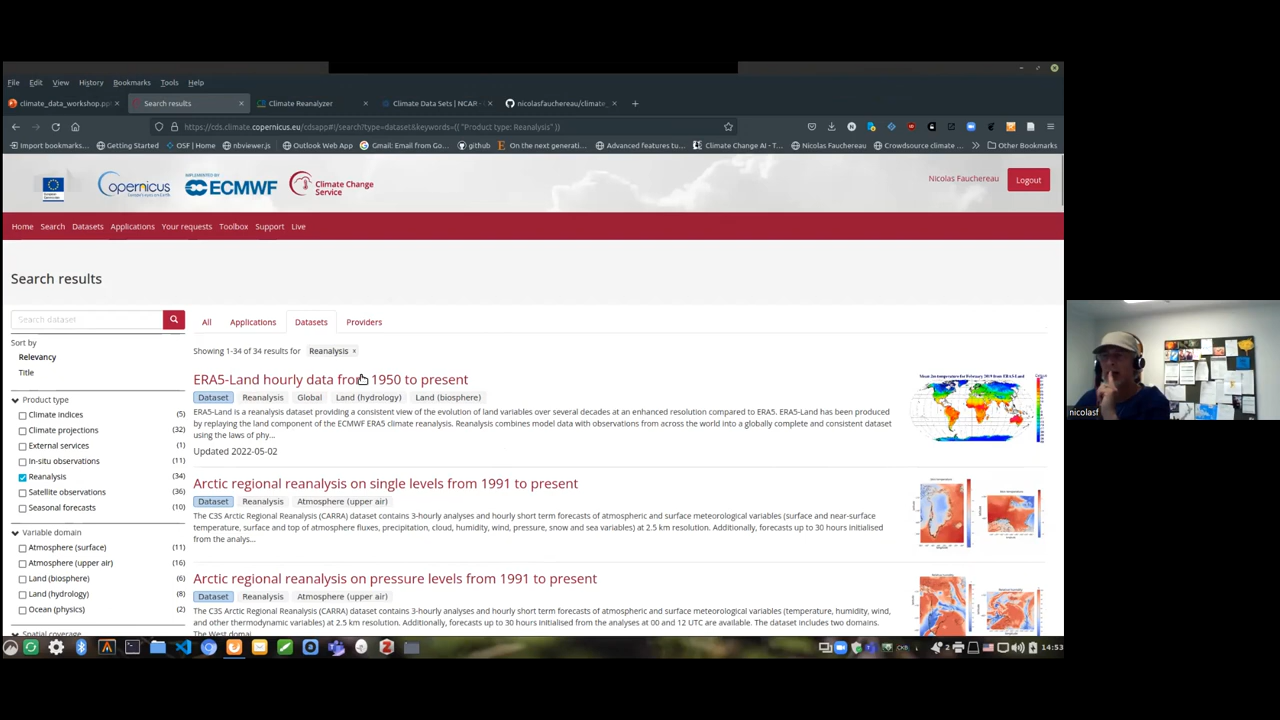 File Edit View History Bookmarks Tools Help
climate_data_workshop.pp × Search results × Climate Reanalyzer × Climate Data Sets | NCAR - × nicolasfauchereau/climate_ × +
https://cds.climate.copernicus.eu/cdsapp#!/search?type=dataset&keywords=(( "Product type: Reanalysis" ))
Import bookmarks... Getting Started OSF | Home nbviewer.js Outlook Web App Gmail: Email from Go... github On the next generati... Advanced features tu... Climate Change AI - T... Nicolas Fauchereau Crowdsource climate... Other Bookmarks
Copernicus IMPLEMENTED BY ECMWF Climate Change Service
Nicolas Fauchereau Logout
Home Search Datasets Applications Your requests Toolbox Support Live
Search results
Search dataset
All Applications Datasets Providers
Sort by
Relevancy
Title
Product type
Climate indices (5)
Climate projections (32)
External services (1)
In-situ observations (11)
Reanalysis (34)
Satellite observations (36)
Seasonal forecasts (10)
Variable domain
Atmosphere (surface) (11)
Atmosphere (upper air) (16)
Land (biosphere) (6)
Land (hydrology) (8)
Ocean (physics) (2)
Spatial coverage
Showing 1-34 of 34 results for Reanalysis ×
ERA5-Land hourly data from 1950 to present
Dataset Reanalysis Global Land (hydrology) Land (biosphere)
ERA5-Land is a reanalysis dataset providing a consistent view of the evolution of land variables over several decades at an enhanced resolution compared to ERA5. ERA5-Land has been produced
by replaying the land component of the ECMWF ERA5 climate reanalysis. Reanalysis combines model data with observations from across the world into a globally complete and consistent dataset
using the laws of phy...
Updated 2022-05-02
Arctic regional reanalysis on single levels from 1991 to present
Dataset Reanalysis Atmosphere (upper air)
The C3S Arctic Regional Reanalysis (CARRA) dataset contains 3-hourly analyses and hourly short term forecasts of atmospheric and surface meteorological variables (surface and near-surface
temperature, surface and top of atmosphere fluxes, precipitation, cloud, humidity, wind, pressure, snow and sea variables) at 2.5 km resolution. Additionally, forecasts up to 30 hours initialised
from the analys...
Arctic regional reanalysis on pressure levels from 1991 to present
Dataset Reanalysis Atmosphere (upper air)
The C3S Arctic Regional Reanalysis (CARRA) dataset contains 3-hourly analyses and hourly short term forecasts of atmospheric and surface meteorological variables (temperature, humidity, wind,
and other thermodynamic variables) at 2.5 km resolution. Additionally, forecasts up to 30 hours initialised from the analyses at 00 and 12 UTC are available. The dataset includes two domains.
The West domai
nicolasf
2 14:53